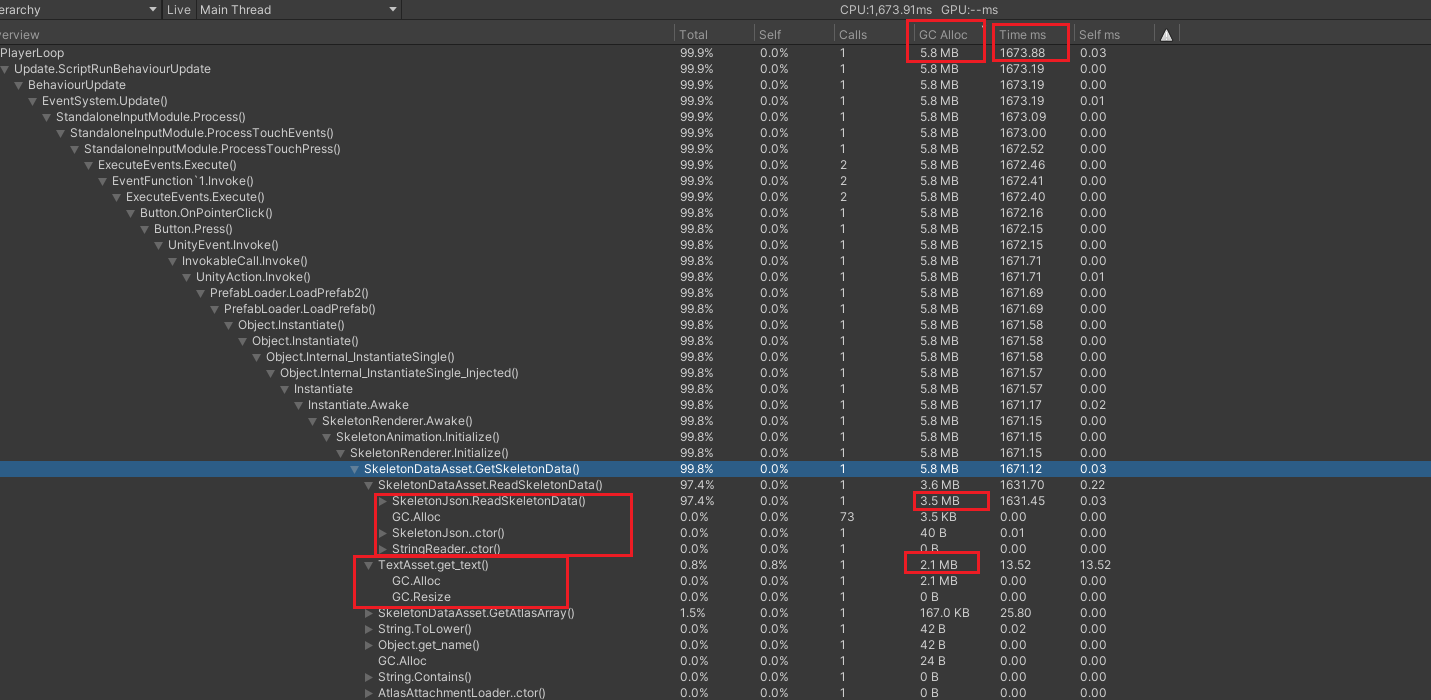 erarchy Live Main Thread CPU:1,673.91ms GPU:--ms
verview Total Self Calls GC Alloc Time ms Self ms
PlayerLoop 99.9% 0.0% 1 5.8 MB 1673.88 0.03
Update.ScriptRunBehaviourUpdate 99.9% 0.0% 1 5.8 MB 1673.19 0.00
BehaviourUpdate 99.9% 0.0% 1 5.8 MB 1673.19 0.00
EventSystem.Update() 99.9% 0.0% 1 5.8 MB 1673.19 0.01
StandaloneInputModule.Process() 99.9% 0.0% 1 5.8 MB 1673.09 0.00
StandaloneInputModule.ProcessTouchEvents() 99.9% 0.0% 1 5.8 MB 1673.00 0.00
StandaloneInputModule.ProcessTouchPress() 99.9% 0.0% 1 5.8 MB 1672.52 0.00
ExecuteEvents.Execute() 99.9% 0.0% 2 5.8 MB 1672.46 0.00
EventFunction`1.Invoke() 99.9% 0.0% 2 5.8 MB 1672.41 0.00
ExecuteEvents.Execute() 99.9% 0.0% 2 5.8 MB 1672.40 0.00
Button.OnPointerClick() 99.8% 0.0% 1 5.8 MB 1672.16 0.00
Button.Press() 99.8% 0.0% 1 5.8 MB 1672.15 0.00
UnityEvent.Invoke() 99.8% 0.0% 1 5.8 MB 1672.15 0.00
InvokableCall.Invoke() 99.8% 0.0% 1 5.8 MB 1671.71 0.00
UnityAction.Invoke() 99.8% 0.0% 1 5.8 MB 1671.71 0.01
PrefabLoader.LoadPrefab2() 99.8% 0.0% 1 5.8 MB 1671.69 0.00
PrefabLoader.LoadPrefab() 99.8% 0.0% 1 5.8 MB 1671.69 0.00
Object.Instantiate() 99.8% 0.0% 1 5.8 MB 1671.58 0.00
Object.Instantiate() 99.8% 0.0% 1 5.8 MB 1671.58 0.00
Object.Internal_InstantiateSingle() 99.8% 0.0% 1 5.8 MB 1671.58 0.00
Object.Internal_InstantiateSingle_Injected() 99.8% 0.0% 1 5.8 MB 1671.57 0.00
Instantiate 99.8% 0.0% 1 5.8 MB 1671.57 0.00
Instantiate.Awake 99.8% 0.0% 1 5.8 MB 1671.17 0.02
SkeletonRenderer.Awake() 99.8% 0.0% 1 5.8 MB 1671.15 0.00
SkeletonAnimation.Initialize() 99.8% 0.0% 1 5.8 MB 1671.15 0.00
SkeletonRenderer.Initialize() 99.8% 0.0% 1 5.8 MB 1671.15 0.00
SkeletonDataAsset.GetSkeletonData() 99.8% 0.0% 1 5.8 MB 1671.12 0.03
SkeletonDataAsset.ReadSkeletonData() 97.4% 0.0% 1 3.6 MB 1631.70 0.22
SkeletonJson.ReadSkeletonData() 97.4% 0.0% 1 3.5 MB 1631.45 0.03
GC.Alloc 0.0% 0.0% 73 3.5 KB 0.00 0.00
SkeletonJson..ctor() 0.0% 0.0% 1 40 B 0.01 0.00
StringReader..ctor() 0.0% 0.0% 1 0 B 0.00 0.00
TextAsset.get_text() 0.8% 0.8% 1 2.1 MB 13.52 13.52
GC.Alloc 0.0% 0.0% 1 2.1 MB 0.00 0.00
GC.Resize 0.0% 0.0% 1 0 B 0.00 0.00
SkeletonDataAsset.GetAtlasArray() 1.5% 0.0% 1 167.0 KB 25.80 0.00
String.ToLower() 0.0% 0.0% 1 42 B 0.02 0.00
Object.get_name() 0.0% 0.0% 1 42 B 0.00 0.00
GC.Alloc 0.0% 0.0% 1 24 B 0.00 0.00
String.Contains() 0.0% 0.0% 1 0 B 0.00 0.00
AtlasAttachmentLoader..ctor() 0.0% 0.0% 1 0 B 0.00 0.00